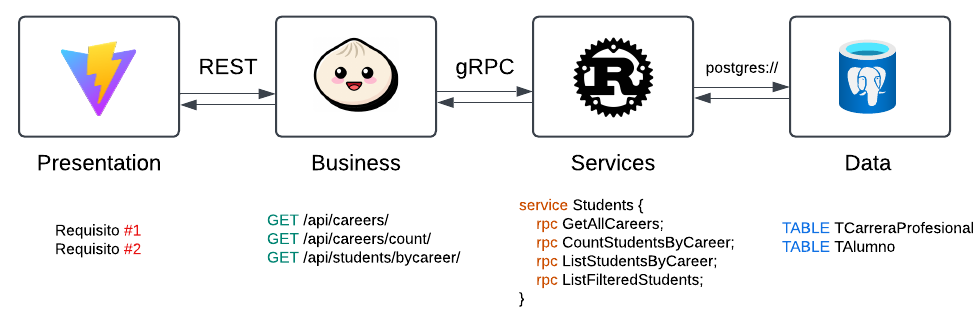 REST
gRPC
postgres://
R
Presentation
Business
Services
Data
Requisito #1
Requisito #2
GET /api/careers/
GET /api/careers/count/
GET /api/students/bycareer/
service Students {
rpc GetAllCareers;
rpc CountStudentsByCareer;
rpc ListStudentsByCareer;
rpc ListFilteredStudents;
}
TABLE TCarreraProfesional
TABLE TAlumno